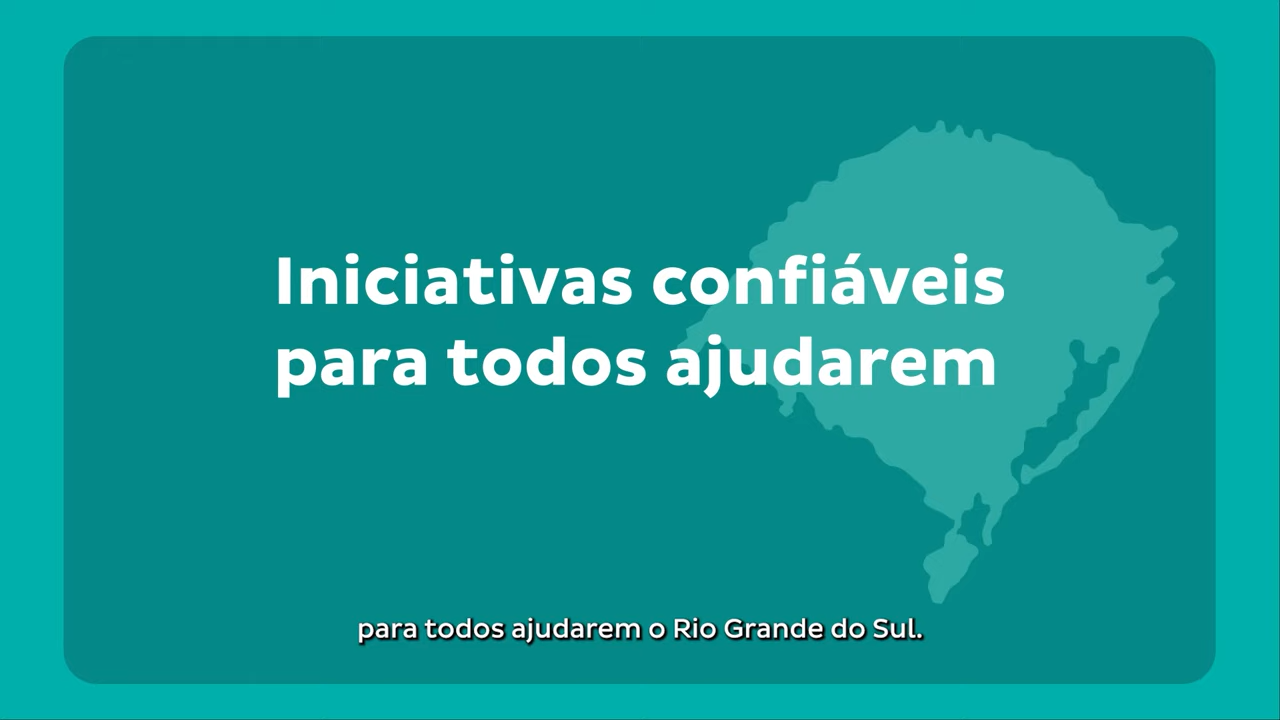 Iniciativas confiáveis
para todos ajudarem
para todos ajudarem o Rio Grande do Sul.